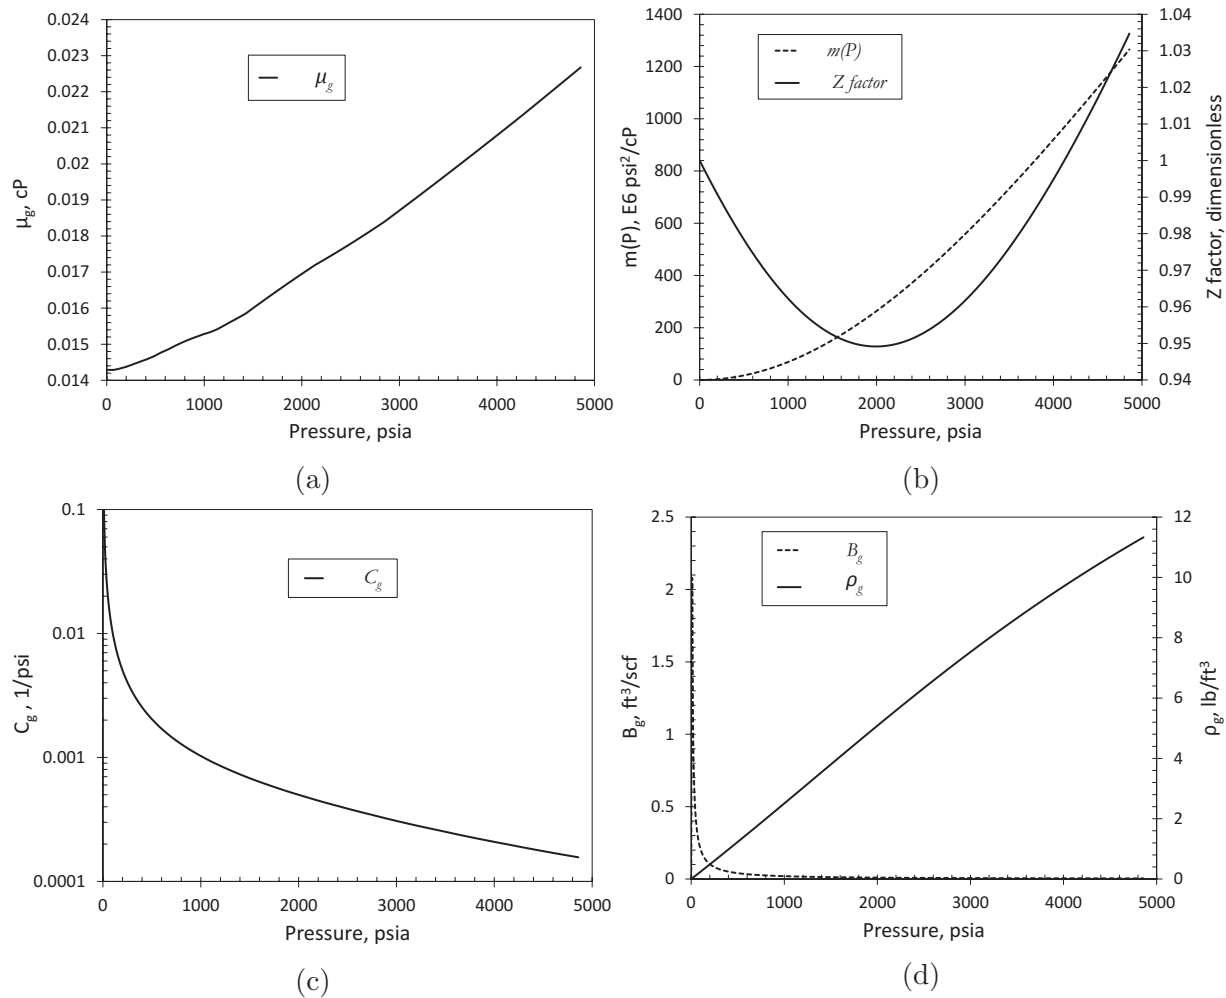 0.024
0.023
0.022
0.021
0.02
0.019
0.018
0.017
0.016
0.015
0.014
μg, cP
μg
0 1000 2000 3000 4000 5000
Pressure, psia
(a)
1400
1200
1000
800
600
400
200
0
m(P), E6 psi²/cP
m(P)
Z factor
1.04
1.03
1.02
1.01
1
0.99
0.98
0.97
0.96
0.95
0.94
Z factor, dimensionless
0 1000 2000 3000 4000 5000
Pressure, psia
(b)
0.1
0.01
0.001
0.0001
Cg , 1/psi
Cg
0 1000 2000 3000 4000 5000
Pressure, psia
(c)
2.5
2
1.5
1
0.5
0
Bg, ft³/scf
Bg
ρg
12
10
8
6
4
2
0
ρg, lb/ft³
0 1000 2000 3000 4000 5000
Pressure, psia
(d)